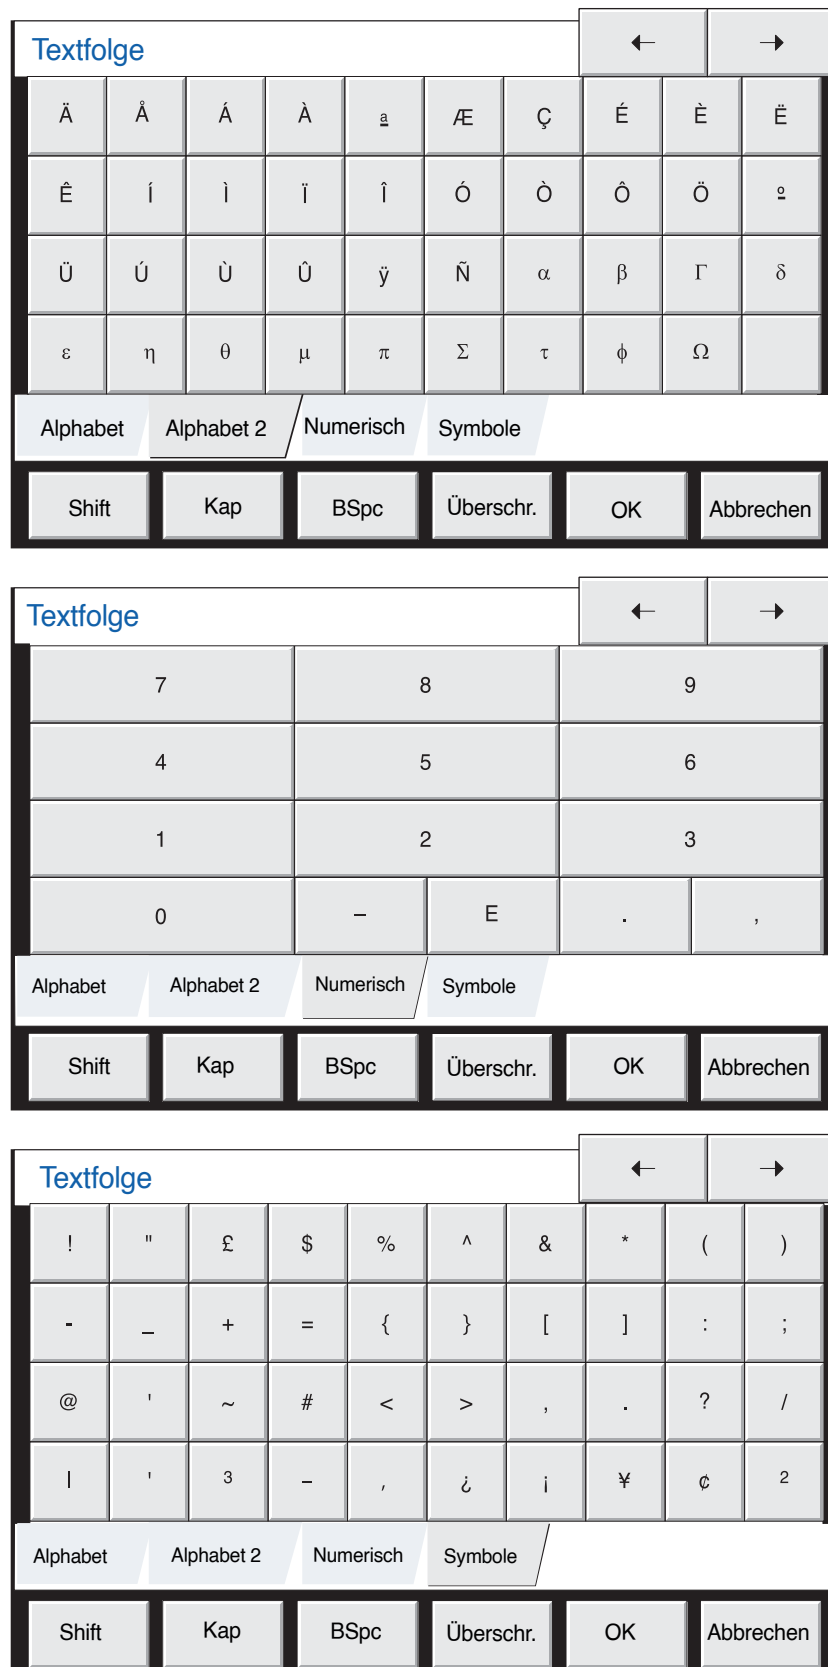 Textfolge ← →
Ä Å Á À ª Æ Ç É È Ë
Ê Í Ì Ï Î Ó Ò Ô Ö º
Ü Ú Ù Û ÿ Ñ α β Γ δ
ε η θ μ π Σ τ ϕ Ω
Alphabet Alphabet 2 Numerisch Symbole
Shift Kap BSpc Überschr. OK Abbrechen
Textfolge ← →
7 8 9
4 5 6
1 2 3
0 – E . ,
Alphabet Alphabet 2 Numerisch Symbole
Shift Kap BSpc Überschr. OK Abbrechen
Textfolge ← →
! " £ $ % ^ & * ( )
- _ + = { } [ ] : ;
@ ' ~ # < > , . ? /
| ' ³ – , ¿ ¡ ¥ ¢ ²
Alphabet Alphabet 2 Numerisch Symbole
Shift Kap BSpc Überschr. OK Abbrechen